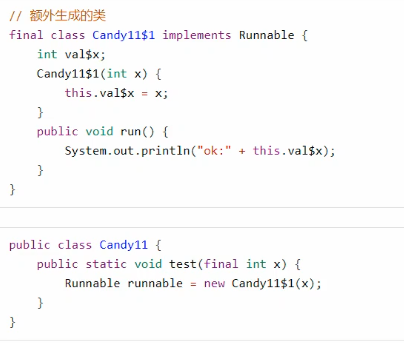 // 额外生成的类
final class Candy11$1 implements Runnable {
    int val$x;
    Candy11$1(int x) {
        this.val$x = x;
    }
    public void run() {
        System.out.println("ok:" + this.val$x);
    }
}
public class Candy11 {
    public static void test(final int x) {
        Runnable runnable = new Candy11$1(x);
    }
}